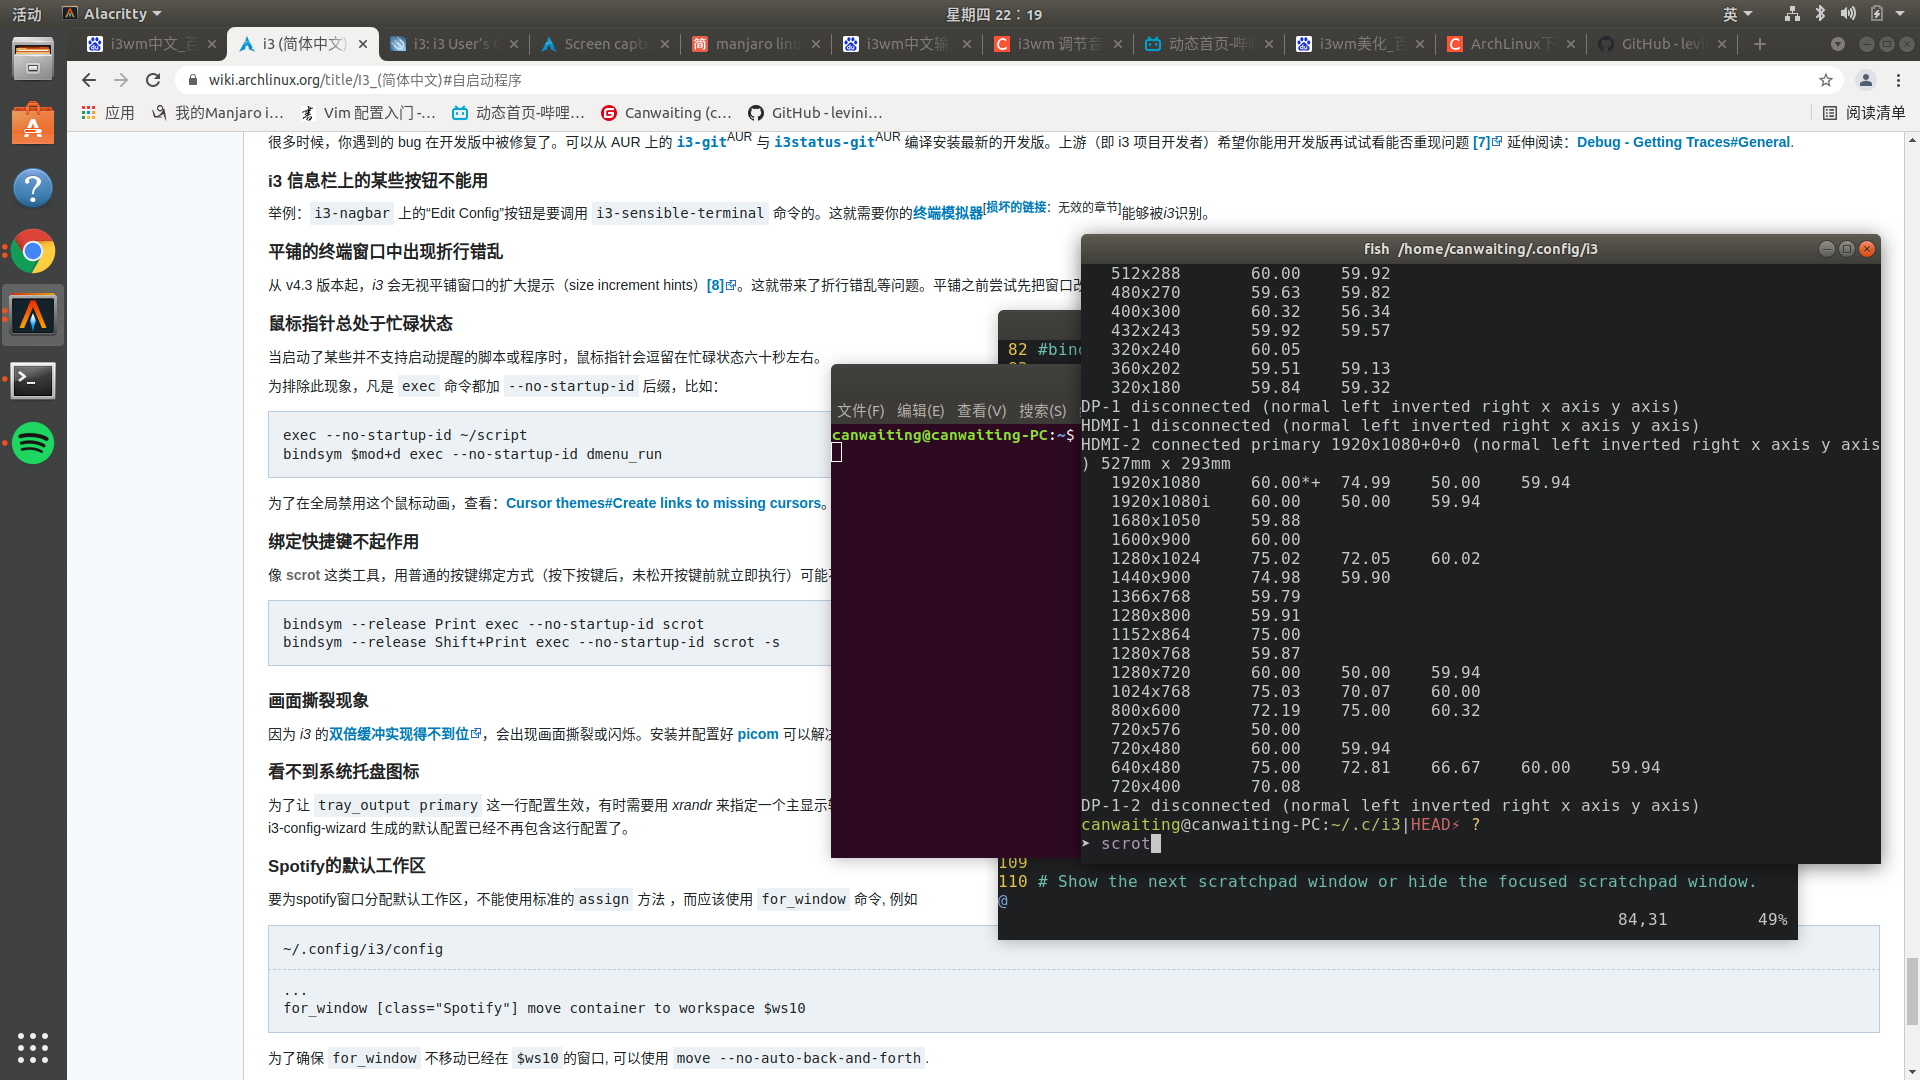 活动
Alacritty
星期四 22：19
英
i3wm中文_百
i3 (简体中文)
i3: i3 User's G
Screen captu
manjaro linu
i3wm中文输
i3wm 调节音
动态首页-哔
i3wm美化_百
ArchLinux下
GitHub - levi
wiki.archlinux.org/title/I3_(简体中文)#自启动程序
应用
我的Manjaro i…
Vim 配置入门 -…
动态首页-哔哩…
Canwaiting (c…
GitHub - levini…
阅读清单
很多时候，你遇到的 bug 在开发版中被修复了。可以从 AUR 上的 i3-gitAUR 与 i3status-gitAUR 编译安装最新的开发版。上游（即 i3 项目开发者）希望你能用开发版再试试看能否重现问题 [7] 延伸阅读：Debug - Getting Traces#General.
i3 信息栏上的某些按钮不能用
举例： i3-nagbar 上的“Edit Config”按钮是要调用 i3-sensible-terminal 命令的。这就需要你的终端模拟器[损坏的链接：无效的章节]能够被i3识别。
平铺的终端窗口中出现折行错乱
从 v4.3 版本起，i3 会无视平铺窗口的扩大提示（size increment hints）[8]。这就带来了折行错乱等问题。平铺之前尝试先把窗口改
鼠标指针总处于忙碌状态
当启动了某些并不支持启动提醒的脚本或程序时，鼠标指针会逗留在忙碌状态六十秒左右。
为排除此现象，凡是 exec 命令都加 --no-startup-id 后缀，比如：
exec --no-startup-id ~/script
bindsym $mod+d exec --no-startup-id dmenu_run
为了在全局禁用这个鼠标动画，查看：Cursor themes#Create links to missing cursors。
绑定快捷键不起作用
像 scrot 这类工具，用普通的按键绑定方式（按下按键后，未松开按键前就立即执行）可能
bindsym --release Print exec --no-startup-id scrot
bindsym --release Shift+Print exec --no-startup-id scrot -s
画面撕裂现象
因为 i3 的双倍缓冲实现得不到位，会出现画面撕裂或闪烁。安装并配置好 picom 可以解决
看不到系统托盘图标
为了让 tray_output primary 这一行配置生效，有时需要用 xrandr 来指定一个主显示
i3-config-wizard 生成的默认配置已经不再包含这行配置了。
Spotify的默认工作区
要为spotify窗口分配默认工作区，不能使用标准的 assign 方法 ，而应该使用 for_window 命令, 例如
~/.config/i3/config
...
for_window [class="Spotify"] move container to workspace $ws10
为了确保 for_window 不移动已经在 $ws10 的窗口, 可以使用 move --no-auto-back-and-forth .
82 #bind
文件(F) 编辑(E) 查看(V) 搜索(S)
canwaiting@canwaiting-PC:~$
fish /home/canwaiting/.config/i3
512x288 60.00 59.92
480x270 59.63 59.82
400x300 60.32 56.34
432x243 59.92 59.57
320x240 60.05
360x202 59.51 59.13
320x180 59.84 59.32
DP-1 disconnected (normal left inverted right x axis y axis)
HDMI-1 disconnected (normal left inverted right x axis y axis)
HDMI-2 connected primary 1920x1080+0+0 (normal left inverted right x axis y axis
) 527mm x 293mm
1920x1080 60.00*+ 74.99 50.00 59.94
1920x1080i 60.00 50.00 59.94
1680x1050 59.88
1600x900 60.00
1280x1024 75.02 72.05 60.02
1440x900 74.98 59.90
1366x768 59.79
1280x800 59.91
1152x864 75.00
1280x768 59.87
1280x720 60.00 50.00 59.94
1024x768 75.03 70.07 60.00
800x600 72.19 75.00 60.32
720x576 50.00
720x480 60.00 59.94
640x480 75.00 72.81 66.67 60.00 59.94
720x400 70.08
DP-1-2 disconnected (normal left inverted right x axis y axis)
canwaiting@canwaiting-PC:~/.c/i3|HEAD⚡ ?
➤ scrot
109
110 # Show the next scratchpad window or hide the focused scratchpad window.
@
84,31 49%